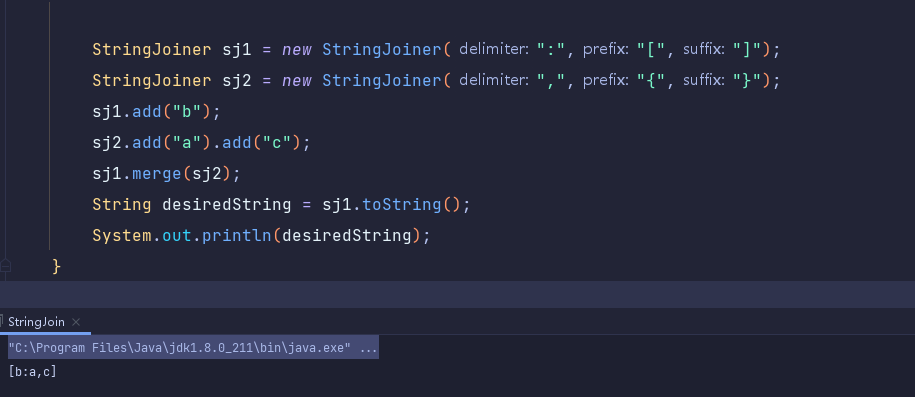 StringJoiner sj1 = new StringJoiner( delimiter: ":", prefix: "[", suffix: "]");
StringJoiner sj2 = new StringJoiner( delimiter: ",", prefix: "{", suffix: "}");
sj1.add("b");
sj2.add("a").add("c");
sj1.merge(sj2);
String desiredString = sj1.toString();
System.out.println(desiredString);
}
StringJoin ×
"C:\Program Files\Java\jdk1.8.0_211\bin\java.exe" ...
[b:a,c]